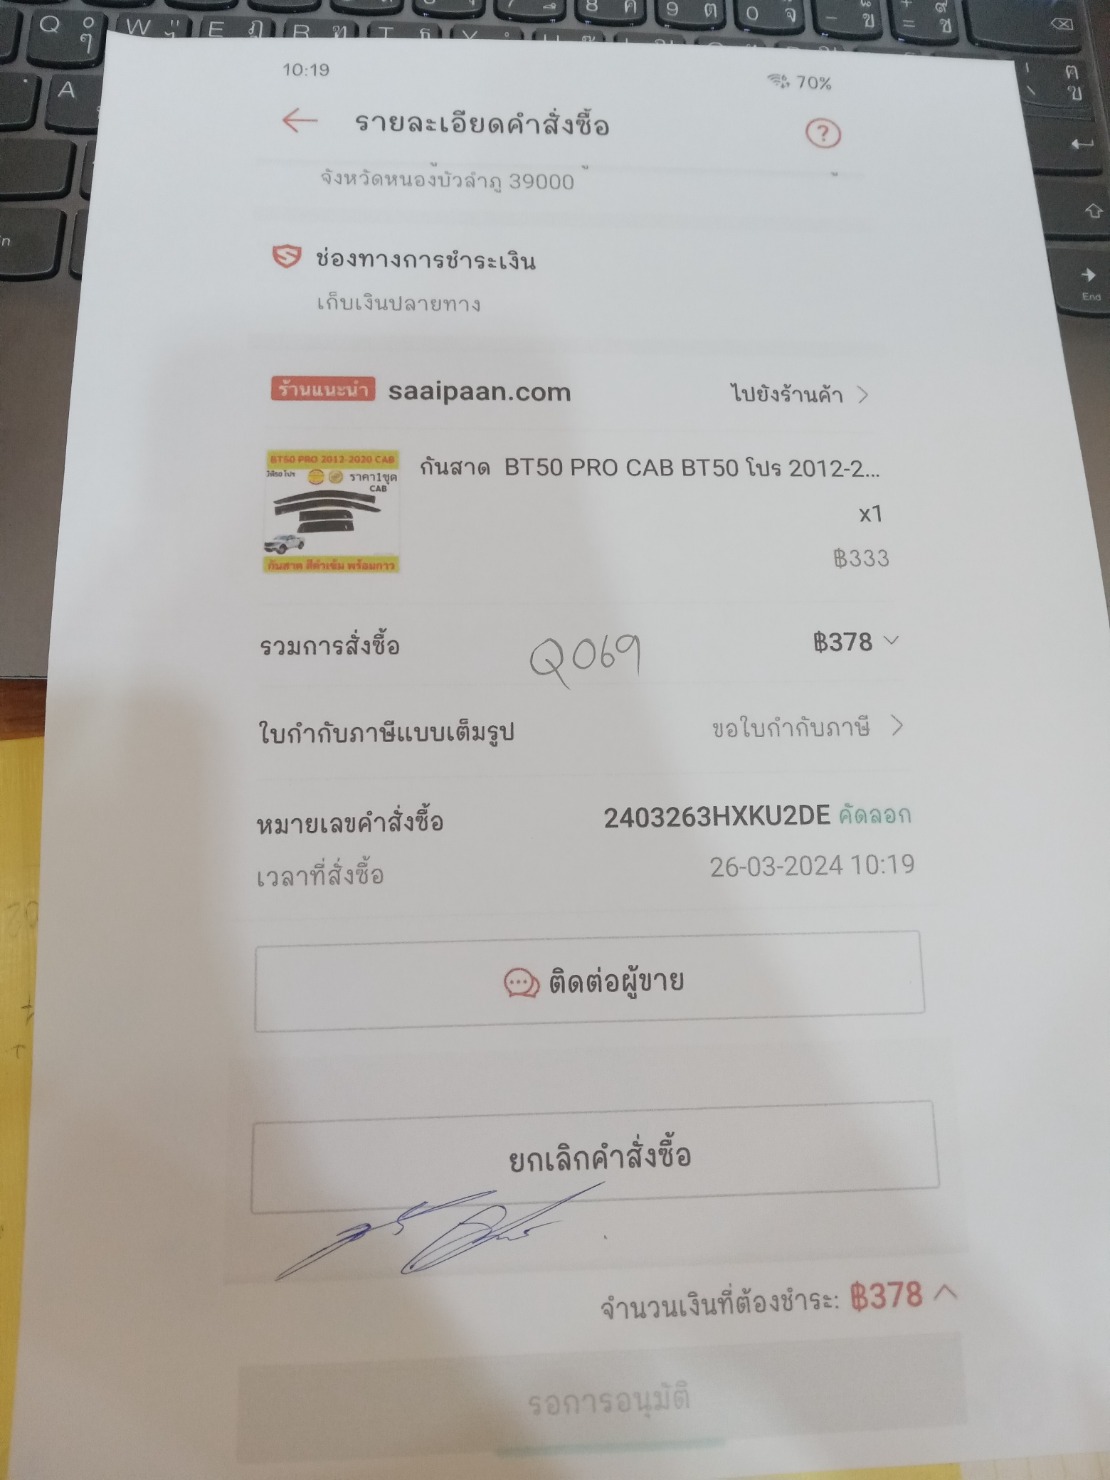 10:19
70%
รายละเอียดคำสั่งซื้อ
จังหวัดหนองบัวลำภู 39000
ช่องทางการชำระเงิน
เก็บเงินปลายทาง
ร้านแนะนำ saaipaan.com ไปยังร้านค้า
BT50 PRO 2012-2020 CAB
ราคา1ชุด
CAB
กันสาด สีดำเข้ม พร้อมกาว
กันสาด BT50 PRO CAB BT50 โปร 2012-2...
x1
฿333
รวมการสั่งซื้อ ฿378
Q069
ใบกำกับภาษีแบบเต็มรูป ขอใบกำกับภาษี
หมายเลขคำสั่งซื้อ 2403263HXKU2DE คัดลอก
เวลาที่สั่งซื้อ 26-03-2024 10:19
ติดต่อผู้ขาย
ยกเลิกคำสั่งซื้อ
จำนวนเงินที่ต้องชำระ: ฿378
รอการอนุมัติ